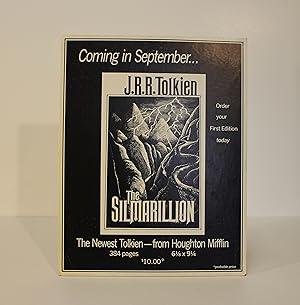 Coming in September...
J.R.R.Tolkien
Order
your
First Edition
today
The
SILMARILLION
The Newest Tolkien—from Houghton Mifflin
384 pages 6⅛ x 9¼
$10.00*
*probable price